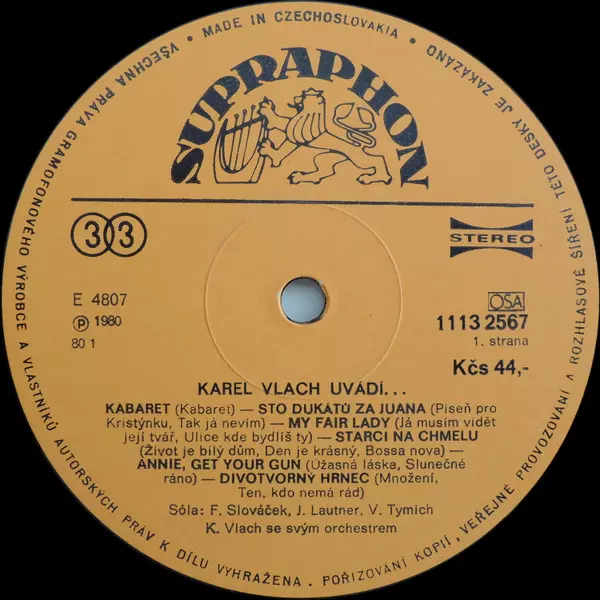 MADE IN CZECHOSLOVAKIA • VŠECHNA PRÁVA GRAMOFONOVÉHO VÝROBCE A VLASTNÍKŮ AUTORSKÝCH PRÁV K DÍLU VYHRAŽENA. POŘIZOVÁNÍ KOPIÍ, VEŘEJNÉ PROVOZOVÁNÍ A ROZHLASOVÉ ŠÍŘENÍ TÉTO DESKY JE ZAKÁZÁNO •
SUPRAPHON
33
STEREO
E 4807
Ⓟ 1980
80 1
OSA
1113 2567
1. strana
Kčs 44,-
KAREL VLACH UVÁDÍ...
KABARET (Kabaret) — STO DUKÁTŮ ZA JUANA (Píseň pro
Kristýnku, Tak já nevím) — MY FAIR LADY (Já musím vidět
její tvář, Ulice kde bydlíš ty) — STARCI NA CHMELU
(Život je bílý dům, Den je krásný, Bossa nova) —
ANNIE, GET YOUR GUN (Úžasná láska, Slunečné
ráno) — DIVOTVORNÝ HRNEC (Množení,
Ten, kdo nemá rád)
Sóla: F. Slováček, J. Lautner, V. Tymich
K. Vlach se svým orchestrem